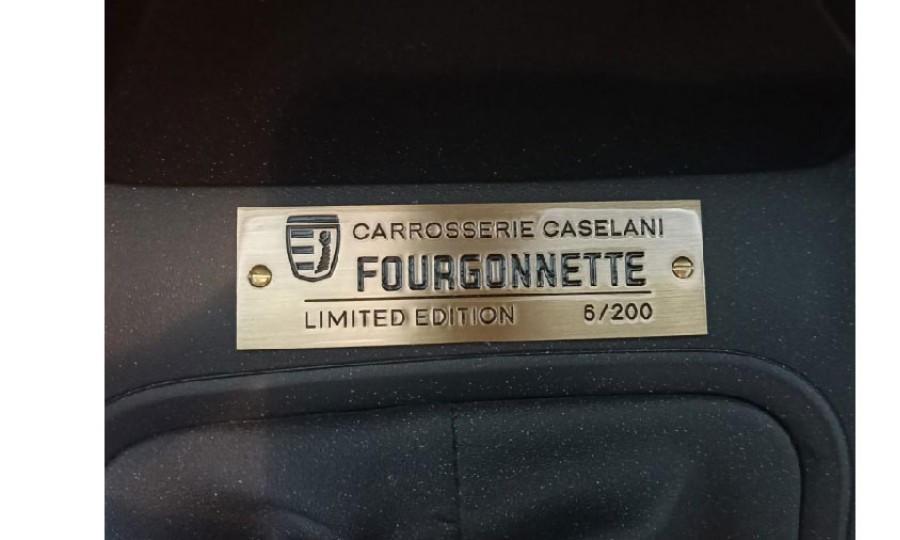 CARROSSERIE CASELANI
FOURGONNETTE
LIMITED EDITION 6/200